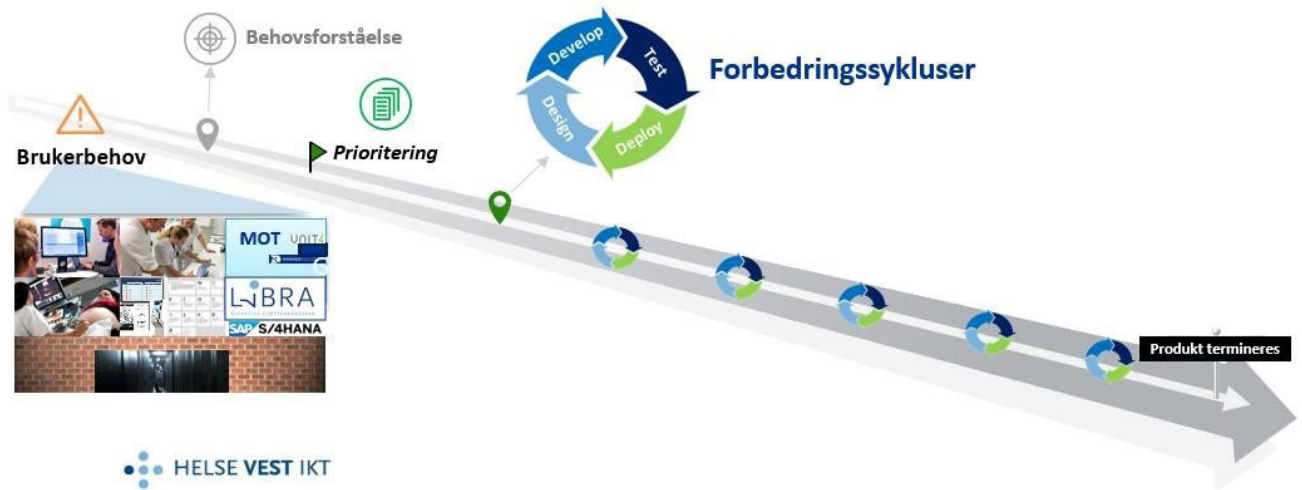 Behovsforståelse
Develop
Test
Design
Deploy
Forbedringssykluser
Brukerbehov
Prioritering
MOT UNIT4
LIBRA
SAP S/4HANA
Produkt termineres
HELSE VEST IKT